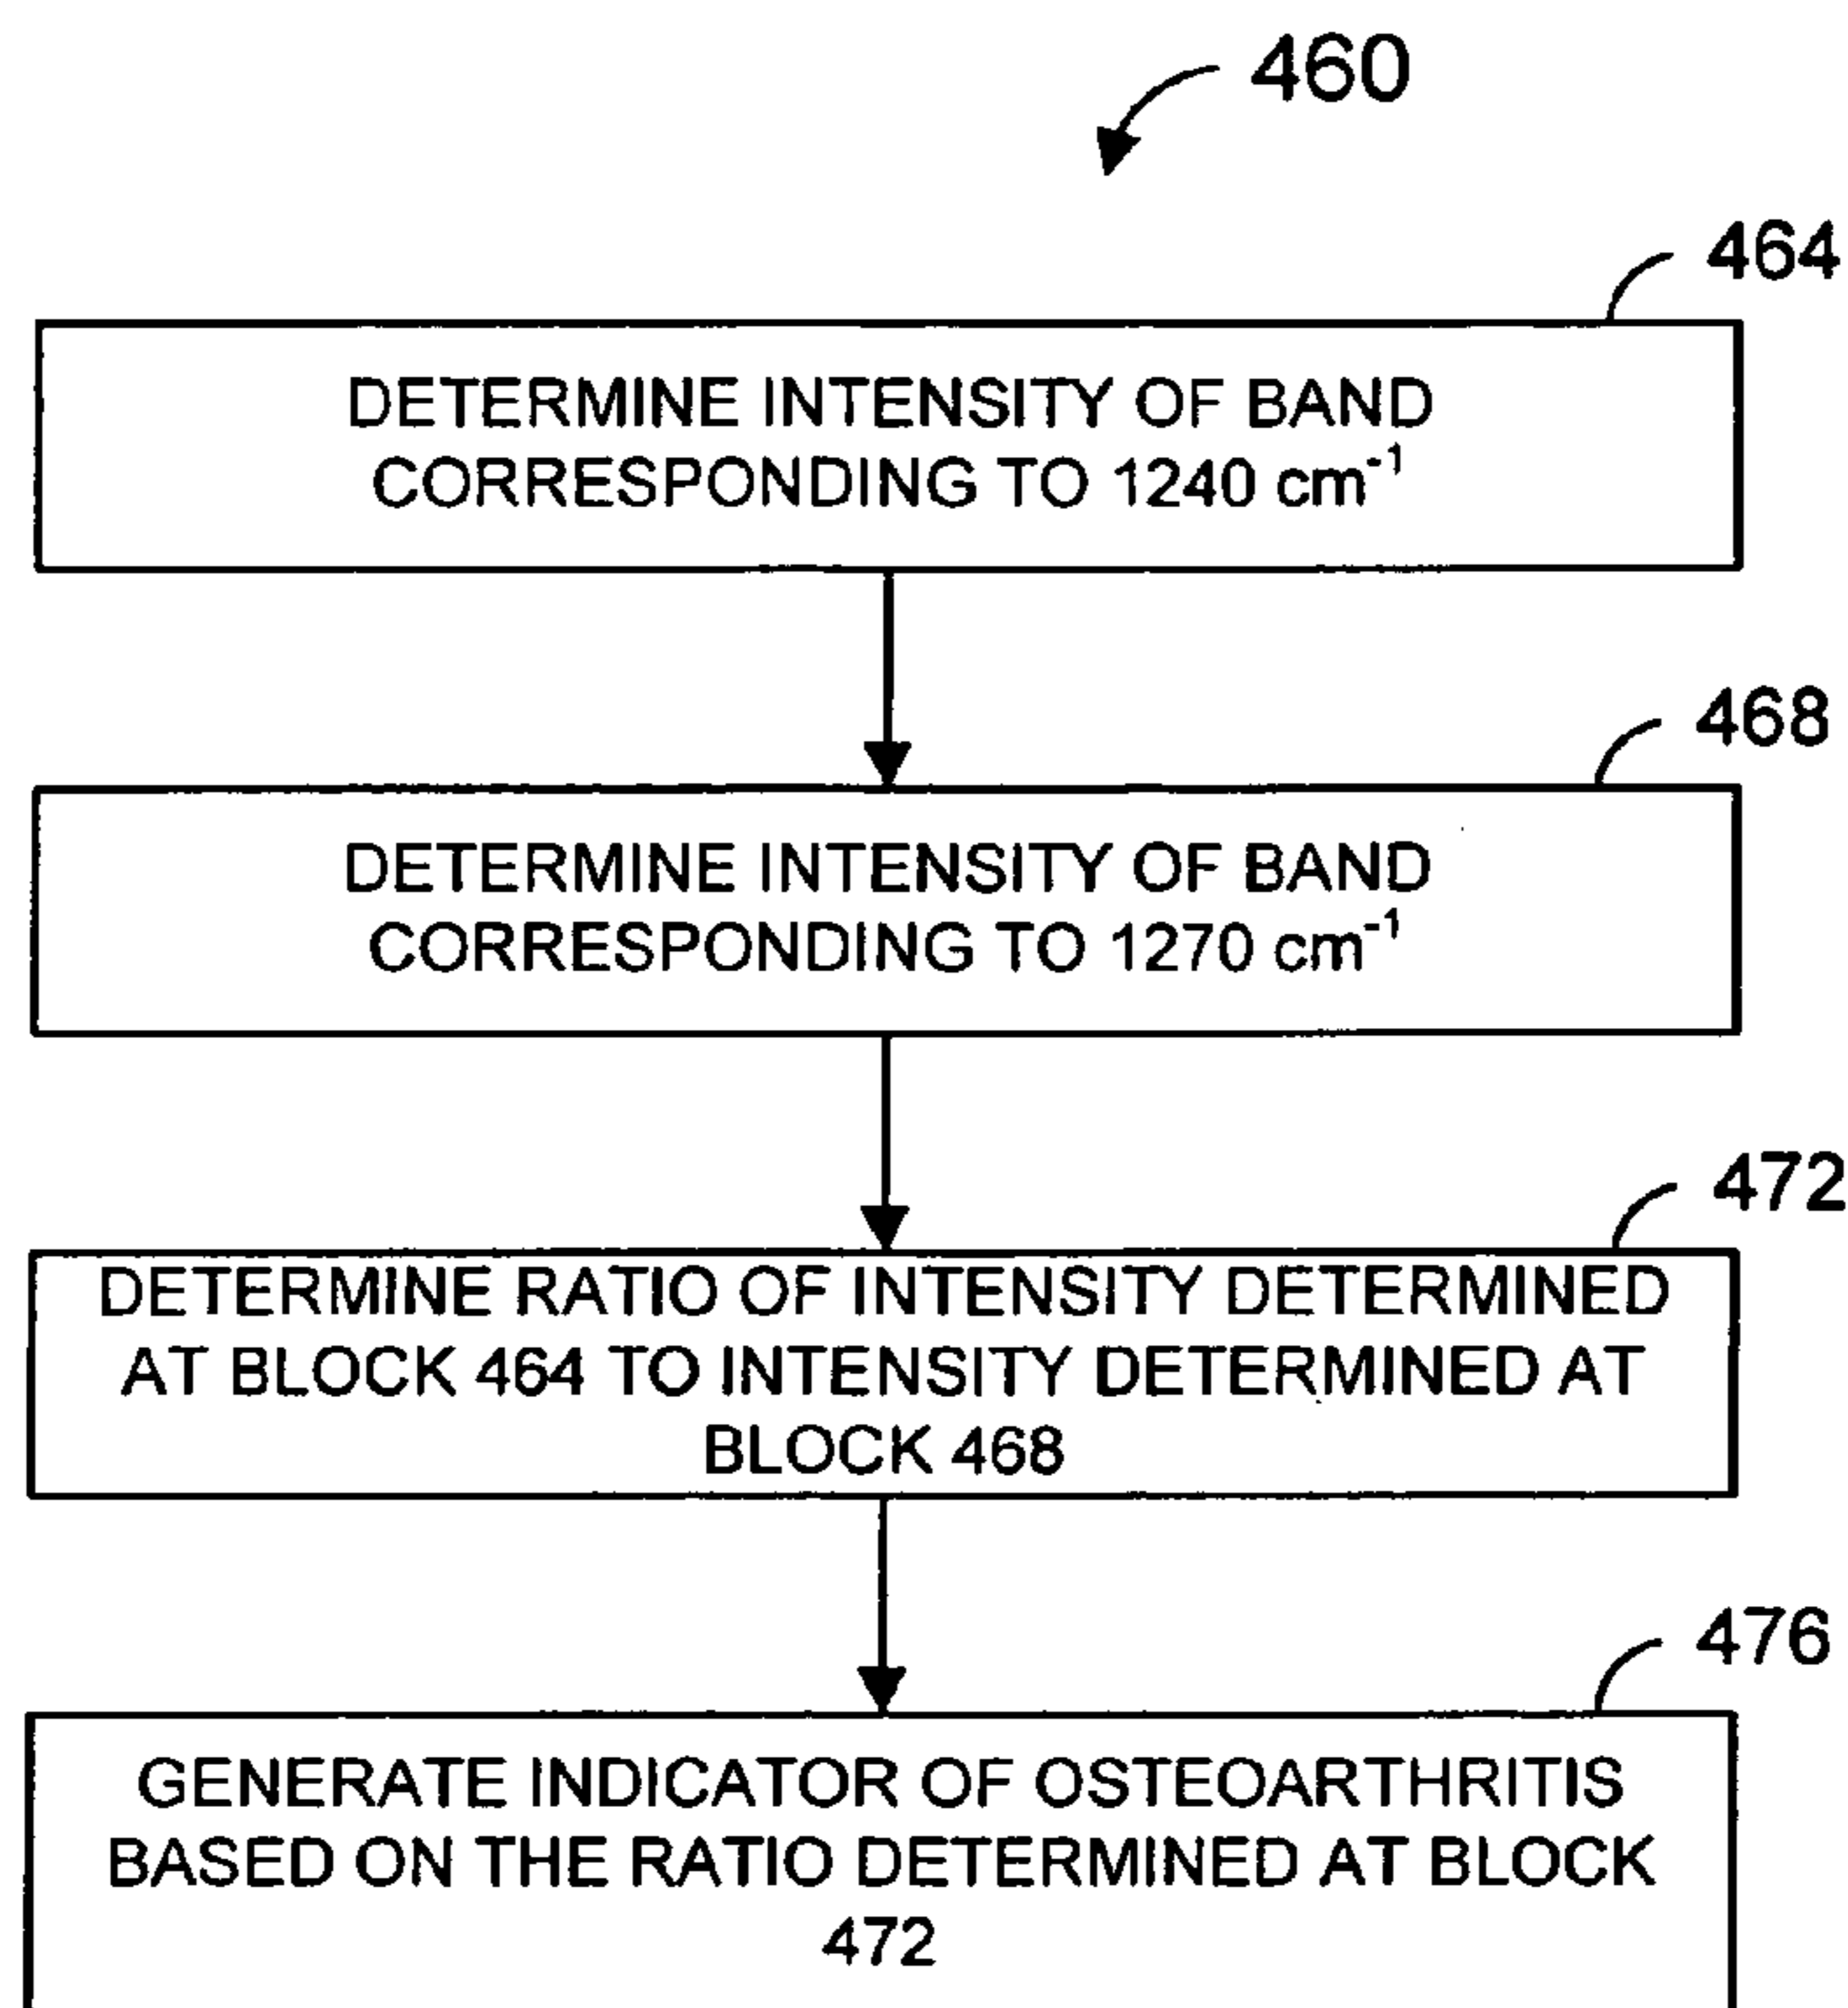 460
464
DETERMINE INTENSITY OF BAND
CORRESPONDING TO 1240 cm⁻¹
468
DETERMINE INTENSITY OF BAND
CORRESPONDING TO 1270 cm⁻¹
472
DETERMINE RATIO OF INTENSITY DETERMINED
AT BLOCK 464 TO INTENSITY DETERMINED AT
BLOCK 468
476
GENERATE INDICATOR OF OSTEOARTHRITIS
BASED ON THE RATIO DETERMINED AT BLOCK
472